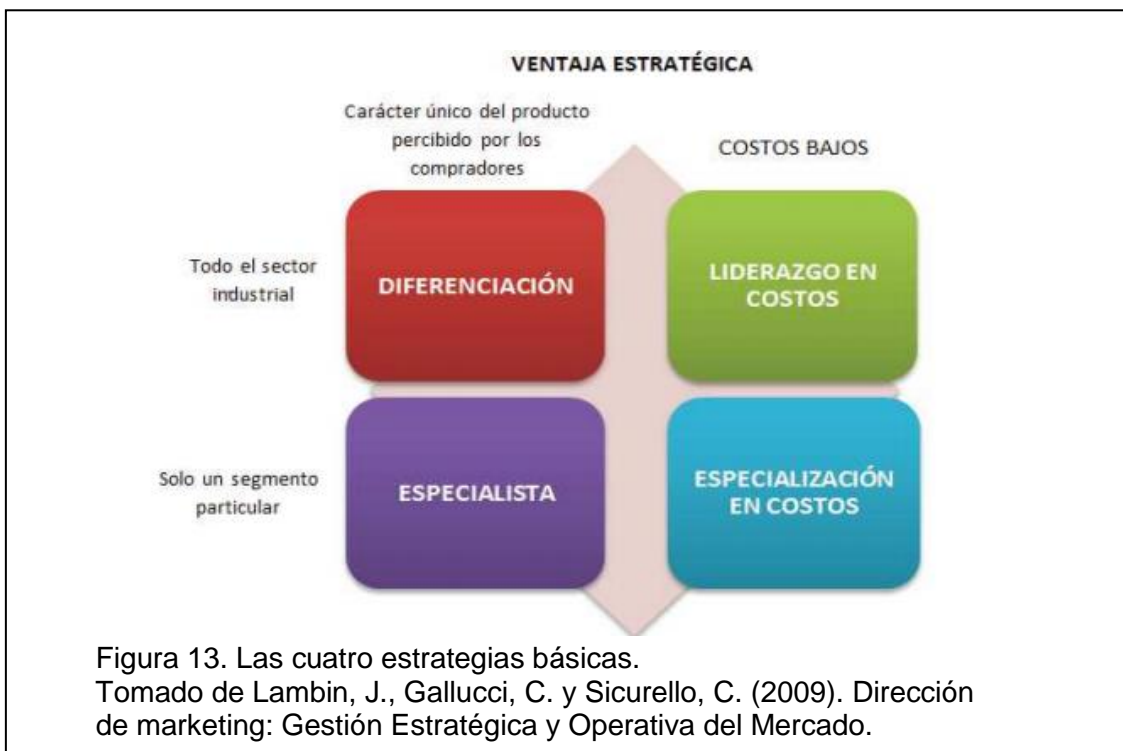 VENTAJA ESTRATÉGICA
Carácter único del producto
percibido por los
compradores
COSTOS BAJOS
Todo el sector
industrial
DIFERENCIACIÓN
LIDERAZGO EN
COSTOS
Solo un segmento
particular
ESPECIALISTA
ESPECIALIZACIÓN
EN COSTOS
Figura 13. Las cuatro estrategias básicas.
Tomado de Lambin, J., Gallucci, C. y Sicurello, C. (2009). Dirección
de marketing: Gestión Estratégica y Operativa del Mercado.